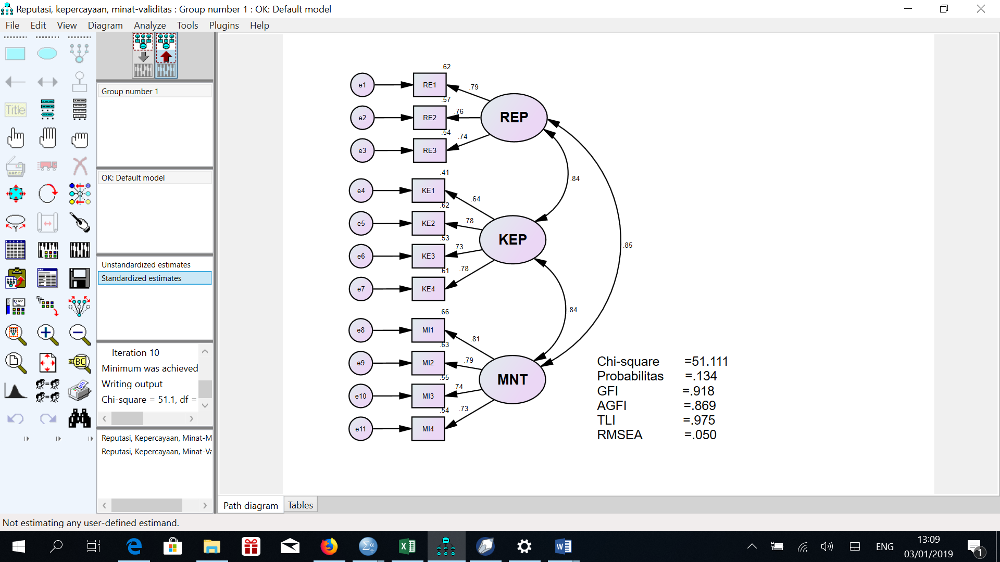 Reputasi, kepercayaan, minat-validitas : Group number 1 : OK: Default model
File Edit View Diagram Analyze Tools Plugins Help
Title
Group number 1
OK: Default model
Unstandardized estimates
Standardized estimates
Iteration 10
Minimum was achieved
Writing output
Chi-square = 51.1, df =
Reputasi, Kepercayaan, Minat-M
Reputasi, Kepercayaan, Minat-Va
.62
e1 RE1 .79
.57
e2 RE2 .76 REP
.54
e3 RE3 .74
.41
.84
e4 KE1 .64
.62
e5 KE2 .78
.53
KEP
.85
e6 KE3 .73
.61
e7 KE4 .78
.84
.66
e8 MI1 .81
.63
e9 MI2 .79
.55
MNT
e10 MI3 .74
.54
e11 MI4 .73
Chi-square =51.111
Probabilitas =.134
GFI =.918
AGFI =.869
TLI =.975
RMSEA =.050
Path diagram Tables
Not estimating any user-defined estimand.
ENG
13:09
03/01/2019
1